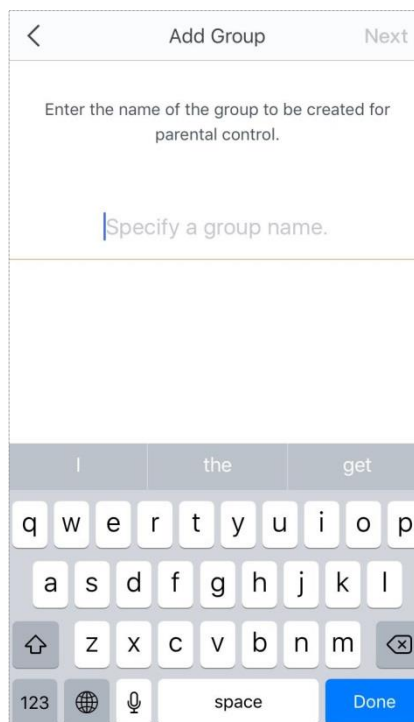 Add Group
Next
Enter the name of the group to be created for
parental control.
Specify a group name.
I
the
get
q w e r t y u i o p
a s d f g h j k l
z x c v b n m
123
space
Done